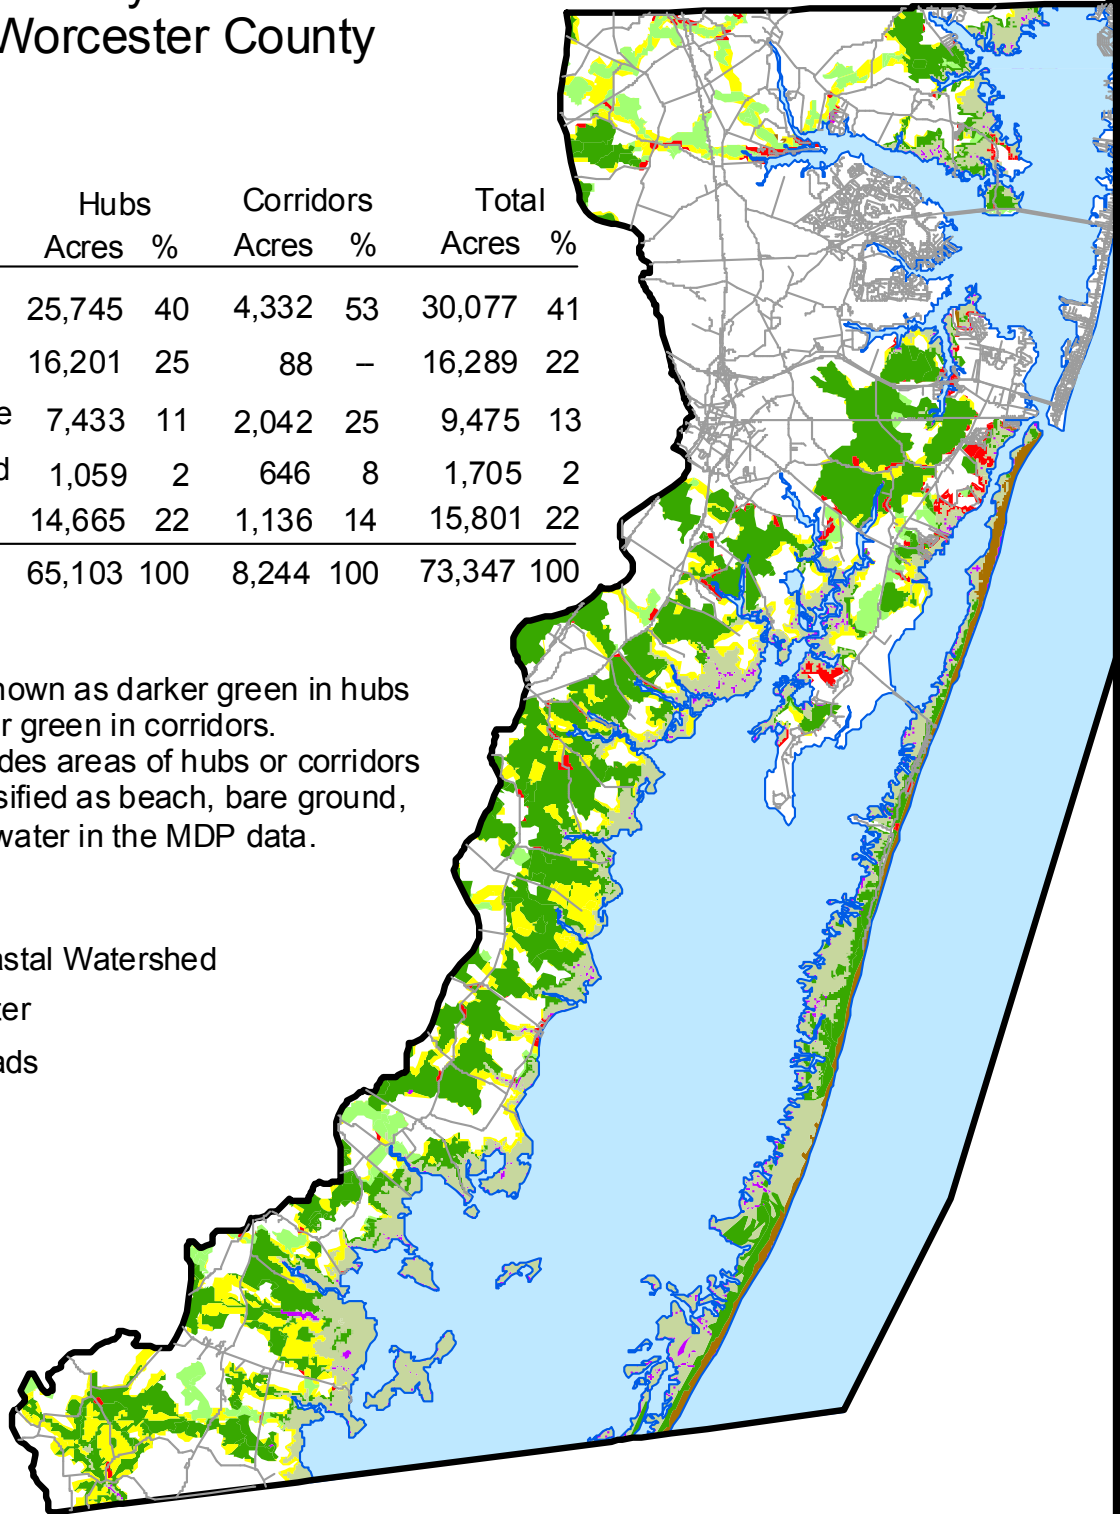 Worcester County
Hubs Corridors Total
Acres % Acres % Acres %
25,745 40 4,332 53 30,077 41
16,201 25 88 – 16,289 22
7,433 11 2,042 25 9,475 13
1,059 2 646 8 1,705 2
14,665 22 1,136 14 15,801 22
65,103 100 8,244 100 73,347 100
hown as darker green in hubs
r green in corridors.
des areas of hubs or corridors
sified as beach, bare ground,
water in the MDP data.
astal Watershed
ter
ads